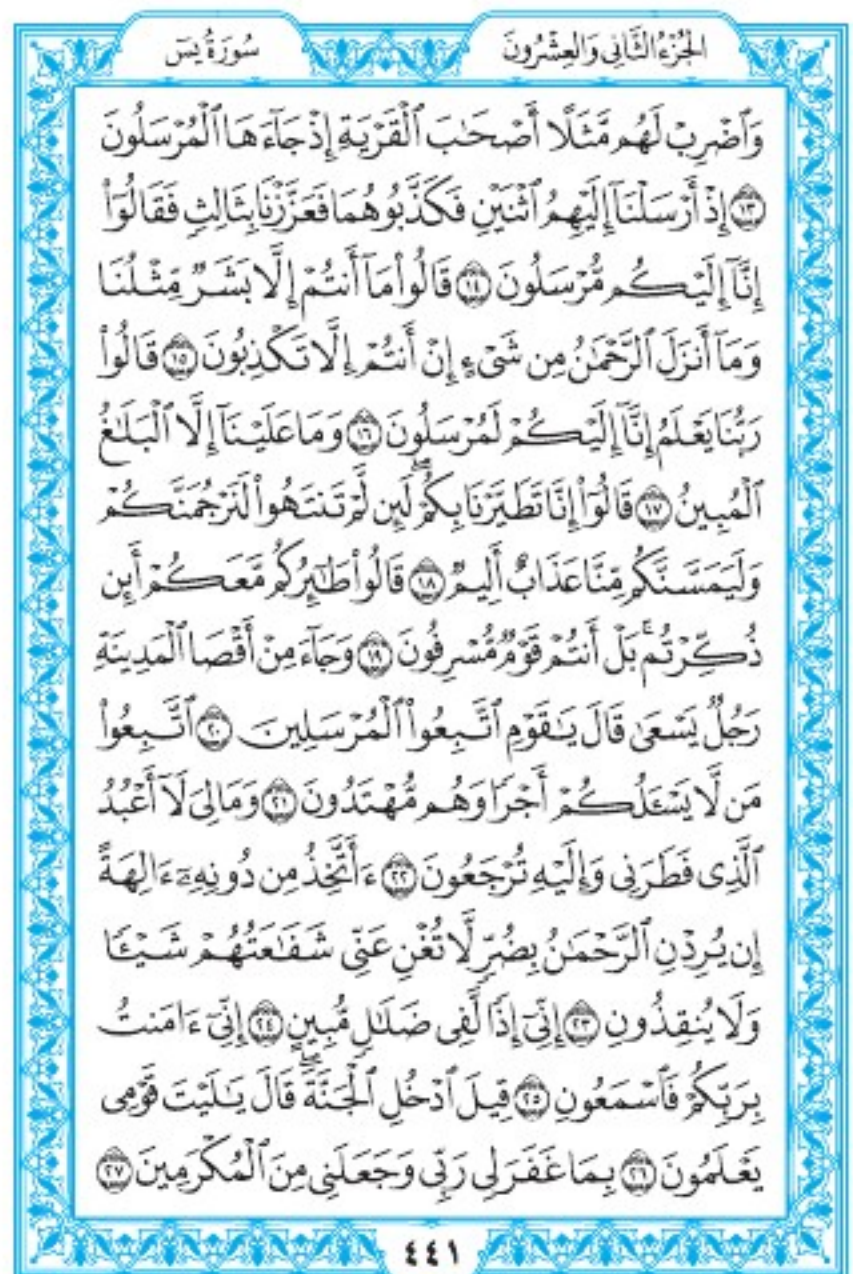 الجُزْءُ الثَّانِي وَالعِشْرُونَ
سُورَةُ يسٓ
وَٱضْرِبْ لَهُم مَّثَلًا أَصْحَٰبَ ٱلْقَرْيَةِ إِذْ جَآءَهَا ٱلْمُرْسَلُونَ
﴿١٣﴾ إِذْ أَرْسَلْنَآ إِلَيْهِمُ ٱثْنَيْنِ فَكَذَّبُوهُمَا فَعَزَّزْنَا بِثَالِثٍ فَقَالُوٓا۟
إِنَّآ إِلَيْكُم مُّرْسَلُونَ ﴿١٤﴾ قَالُوا۟ مَآ أَنتُمْ إِلَّا بَشَرٌ مِّثْلُنَا
وَمَآ أَنزَلَ ٱلرَّحْمَٰنُ مِن شَىْءٍ إِنْ أَنتُمْ إِلَّا تَكْذِبُونَ ﴿١٥﴾ قَالُوا۟
رَبُّنَا يَعْلَمُ إِنَّآ إِلَيْكُمْ لَمُرْسَلُونَ ﴿١٦﴾ وَمَا عَلَيْنَآ إِلَّا ٱلْبَلَٰغُ
ٱلْمُبِينُ ﴿١٧﴾ قَالُوٓا۟ إِنَّا تَطَيَّرْنَا بِكُمْ ۖ لَئِن لَّمْ تَنتَهُوا۟ لَنَرْجُمَنَّكُمْ
وَلَيَمَسَّنَّكُم مِّنَّا عَذَابٌ أَلِيمٌ ﴿١٨﴾ قَالُوا۟ طَٰٓئِرُكُم مَّعَكُمْ أَئِن
ذُكِّرْتُم ۚ بَلْ أَنتُمْ قَوْمٌ مُّسْرِفُونَ ﴿١٩﴾ وَجَآءَ مِنْ أَقْصَا ٱلْمَدِينَةِ
رَجُلٌ يَسْعَىٰ قَالَ يَٰقَوْمِ ٱتَّبِعُوا۟ ٱلْمُرْسَلِينَ ﴿٢٠﴾ ٱتَّبِعُوا۟
مَن لَّا يَسْـَٔلُكُمْ أَجْرًا وَهُم مُّهْتَدُونَ ﴿٢١﴾ وَمَا لِىَ لَآ أَعْبُدُ
ٱلَّذِى فَطَرَنِى وَإِلَيْهِ تُرْجَعُونَ ﴿٢٢﴾ ءَأَتَّخِذُ مِن دُونِهِۦٓ ءَالِهَةً
إِن يُرِدْنِ ٱلرَّحْمَٰنُ بِضُرٍّ لَّا تُغْنِ عَنِّى شَفَٰعَتُهُمْ شَيْـًٔا
وَلَا يُنقِذُونِ ﴿٢٣﴾ إِنِّىٓ إِذًا لَّفِى ضَلَٰلٍ مُّبِينٍ ﴿٢٤﴾ إِنِّىٓ ءَامَنتُ
بِرَبِّكُمْ فَٱسْمَعُونِ ﴿٢٥﴾ قِيلَ ٱدْخُلِ ٱلْجَنَّةَ ۖ قَالَ يَٰلَيْتَ قَوْمِى
يَعْلَمُونَ ﴿٢٦﴾ بِمَا غَفَرَ لِى رَبِّى وَجَعَلَنِى مِنَ ٱلْمُكْرَمِينَ ﴿٢٧﴾
٤٤١